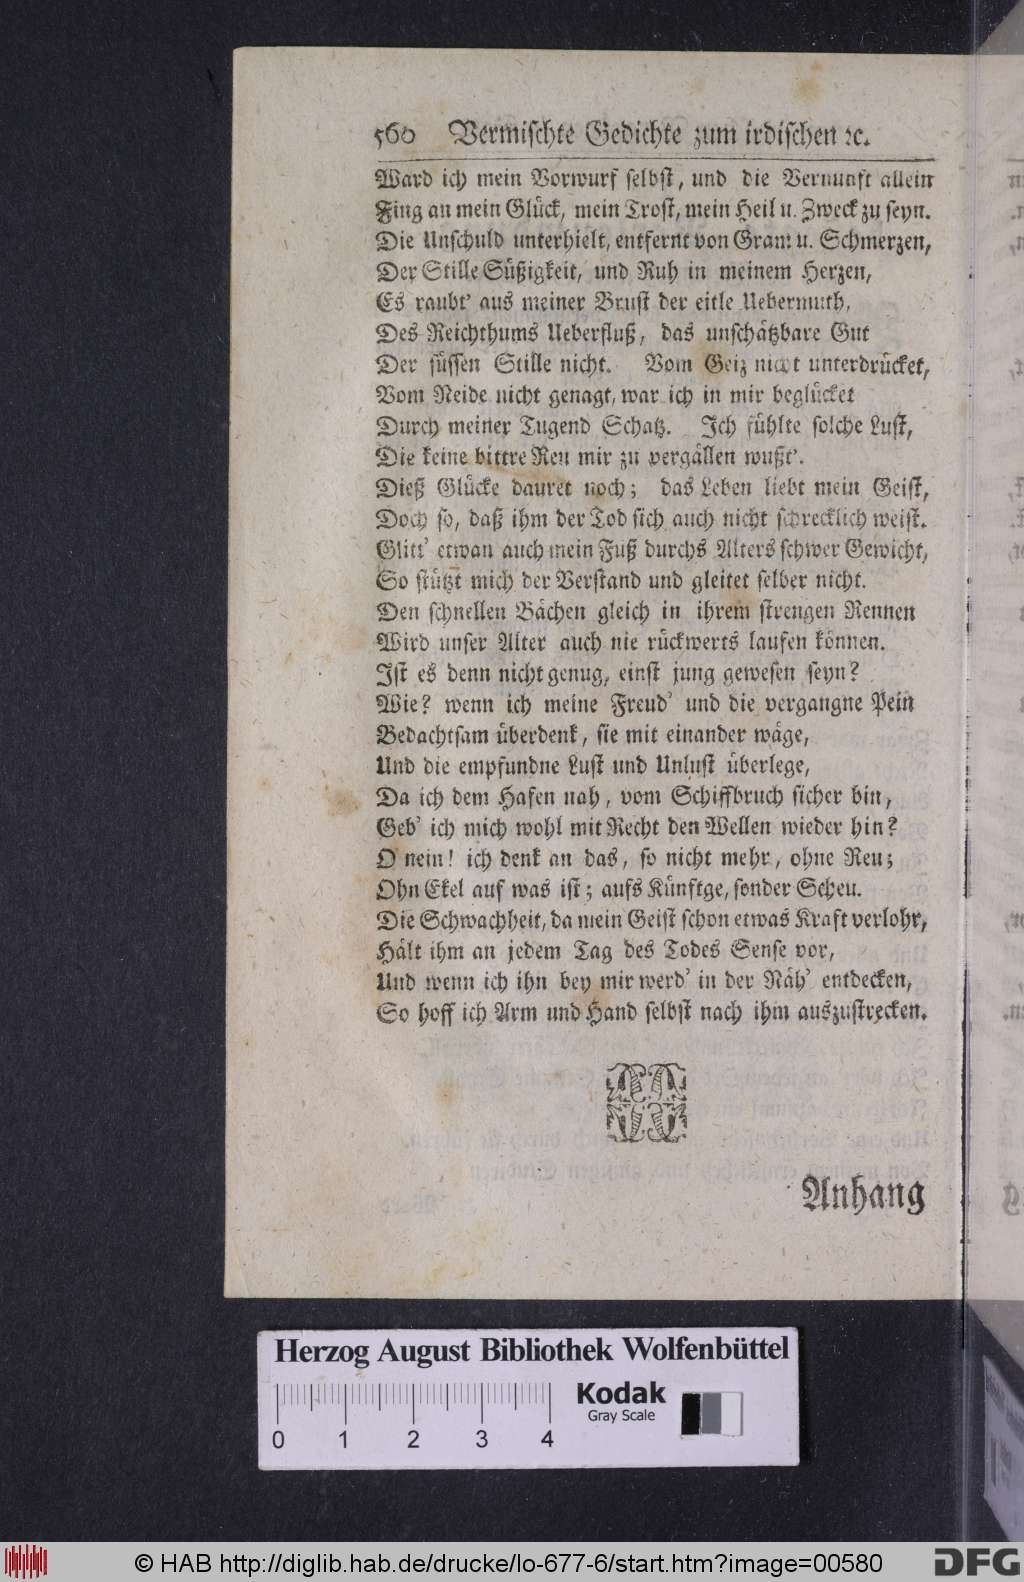 560 Vermischte Gedichte zum irdischen ꝛc.
Ward ich mein Vorwurf selbst, und die Vernunft allein
Fing an mein Glück, mein Trost, mein Heil u. Zweck zu seyn.
Die Unschuld unterhielt, entfernt von Gram u. Schmerzen,
Der Stille Süßigkeit, und Ruh in meinem Herzen,
Es raubt' aus meiner Brust der eitle Uebermuth,
Des Reichthums Ueberfluß, das unschätzbare Gut
Der süssen Stille nicht. Vom Geiz nicht unterdrücket,
Vom Neide nicht genagt, war ich in mir beglücket
Durch meiner Tugend Schatz. Ich fühlte solche Lust,
Die keine bittre Reu mir zu vergällen wußt'.
Dieß Glücke dauret noch; das Leben liebt mein Geist,
Doch so, daß ihm der Tod sich auch nicht schrecklich weist.
Glitt' etwan auch mein Fuß durchs Alters schwer Gewicht,
So stützt mich der Verstand und gleitet selber nicht.
Den schnellen Bächen gleich in ihrem strengen Rennen
Wird unser Alter auch nie rückwerts laufen können.
Ist es denn nicht genug, einst jung gewesen seyn?
Wie? wenn ich meine Freud' und die vergangne Pein
Bedachtsam überdenk, sie mit einander wäge,
Und die empfundne Lust und Unlust überlege,
Da ich dem Hafen nah, vom Schiffbruch sicher bin,
Geb' ich mich wohl mit Recht den Wellen wieder hin?
O nein! ich denk an das, so nicht mehr, ohne Reu;
Ohn Ekel auf was ist; aufs Künftge, sonder Scheu.
Die Schwachheit, da mein Geist schon etwas Kraft verlohr,
Hält ihm an jedem Tag des Todes Sense vor,
Und wenn ich ihn bey mir werd' in der Näh' entdecken,
So hoff ich Arm und Hand selbst nach ihm auszustrecken.
Anhang
Herzog August Bibliothek Wolfenbüttel
Kodak
Gray Scale
0 1 2 3 4
© HAB http://diglib.hab.de/drucke/lo-677-6/start.htm?image=00580
DFG